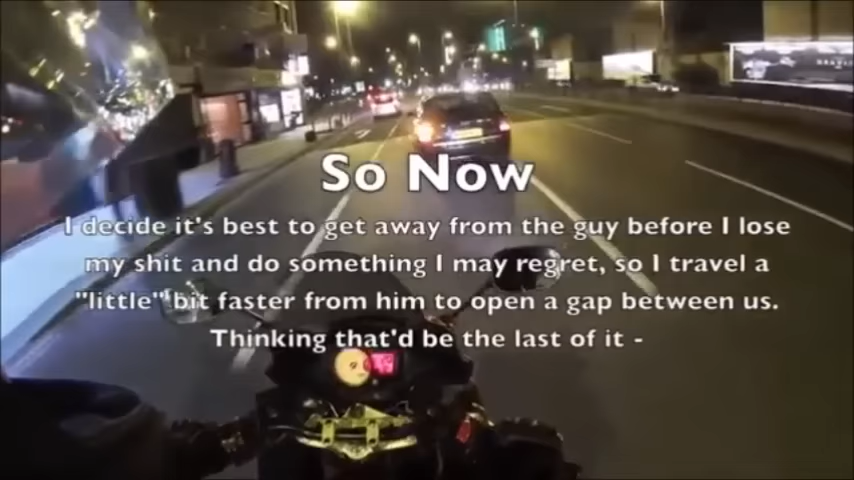 So Now
I decide it's best to get away from the guy before I lose
my shit and do something I may regret, so I travel a
"little" bit faster from him to open a gap between us.
Thinking that'd be the last of it -